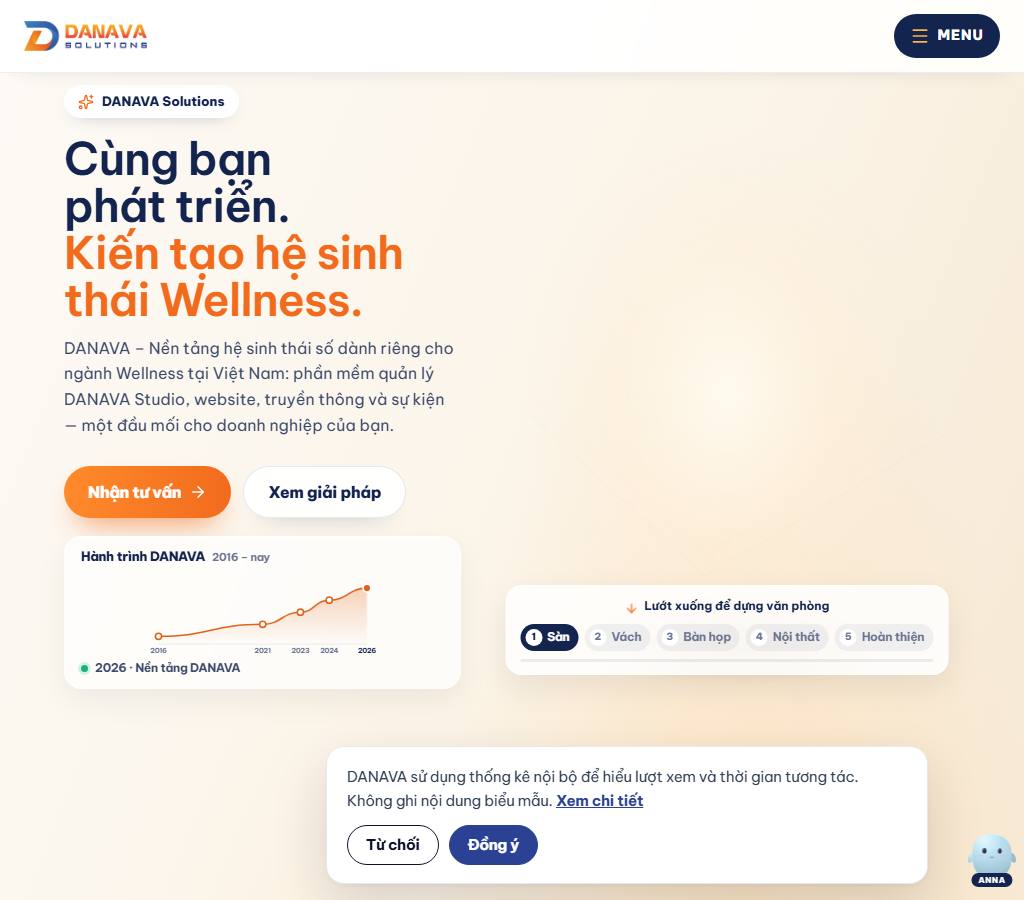 DANAVA
SOLUTIONS
MENU
DANAVA Solutions
Cùng bạn
phát triển.
Kiến tạo hệ sinh
thái Wellness.
DANAVA – Nền tảng hệ sinh thái số dành riêng cho
ngành Wellness tại Việt Nam: phần mềm quản lý
DANAVA Studio, website, truyền thông và sự kiện
— một đầu mối cho doanh nghiệp của bạn.
Nhận tư vấn →
Xem giải pháp
Hành trình DANAVA 2016 – nay
2016 2021 2023 2024 2026
2026 · Nền tảng DANAVA
↓ Lướt xuống để dựng văn phòng
1 Sàn 2 Vách 3 Bàn họp 4 Nội thất 5 Hoàn thiện
DANAVA sử dụng thống kê nội bộ để hiểu lượt xem và thời gian tương tác.
Không ghi nội dung biểu mẫu. Xem chi tiết
Từ chối Đồng ý
ANNA